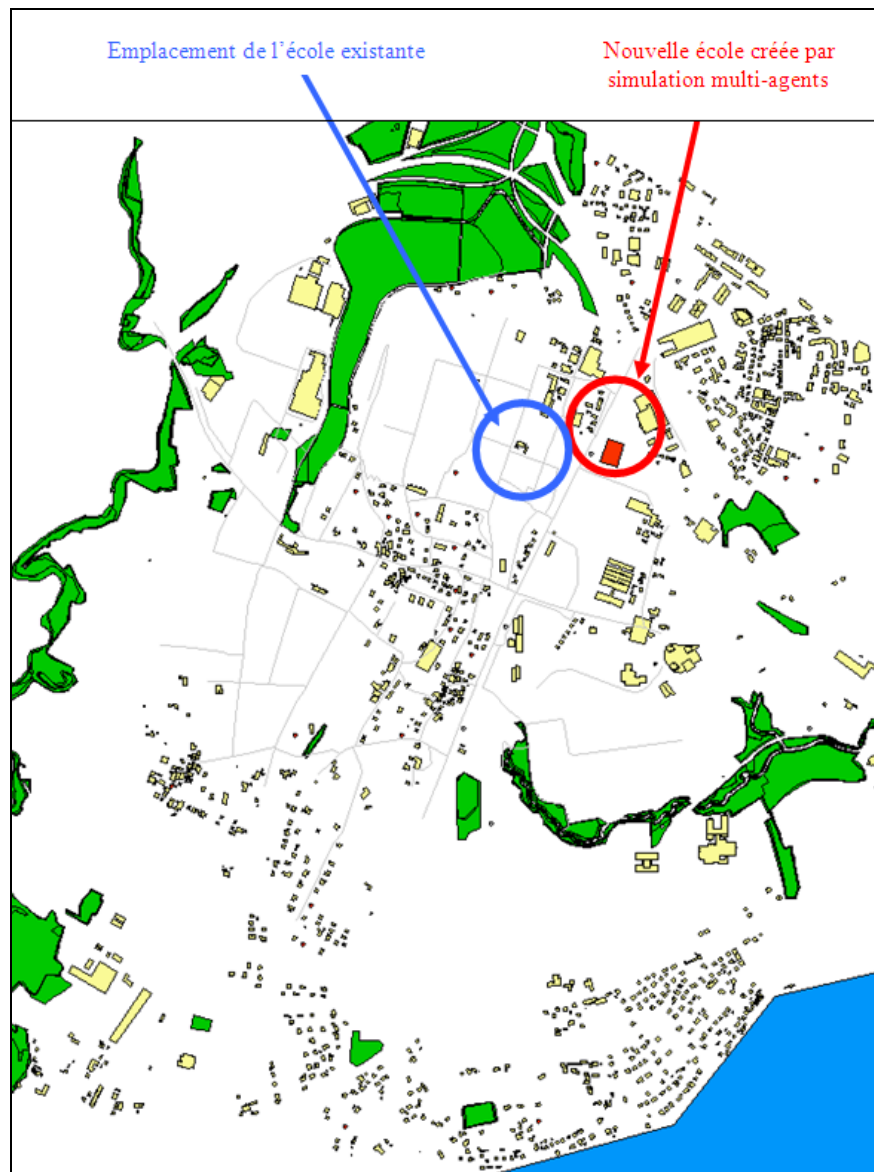 Emplacement de l'école existante
Nouvelle école créée par
simulation multi-agents